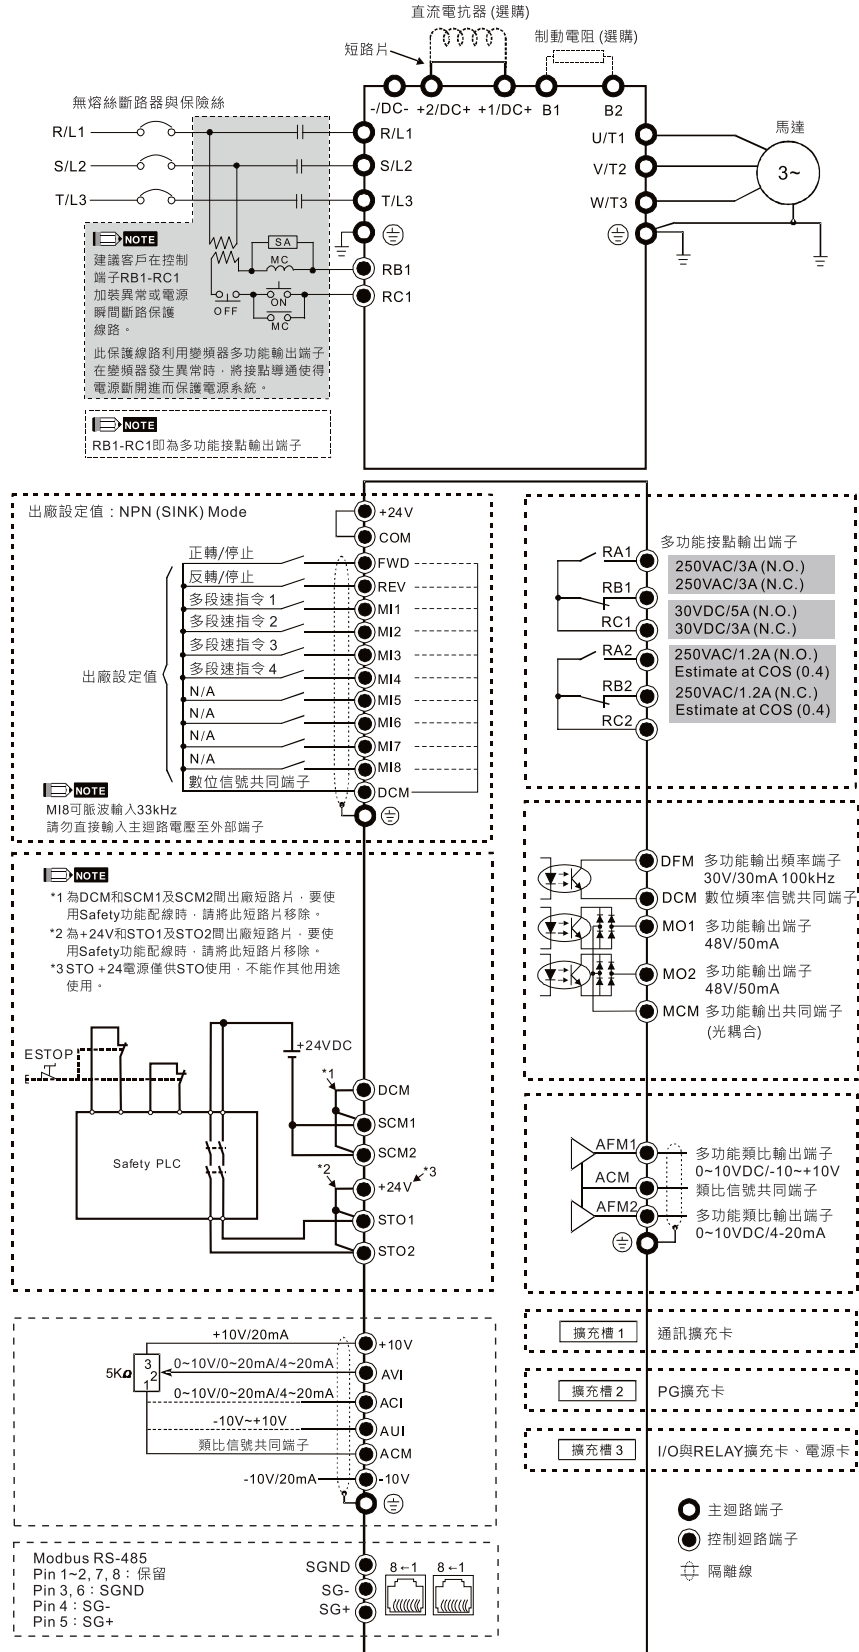 直流電抗器 (選購)
制動電阻 (選購)
短路片
-/DC- +2/DC+ +1/DC+ B1 B2
無熔絲斷路器與保險絲
R/L1
S/L2
T/L3
R/L1
S/L2
T/L3
RB1
RC1
U/T1
V/T2
W/T3
馬達
3~
NOTE
建議客戶在控制
端子RB1-RC1
加裝異常或電源
瞬間斷路保護
線路。
SA
MC
OFF
ON
MC
此保護線路利用變頻器多功能輸出端子
在變頻器發生異常時，將接點導通使得
電源斷開進而保護電源系統。
NOTE
RB1-RC1即為多功能接點輸出端子
出廠設定值：NPN (SINK) Mode
+24V
COM
正轉/停止 FWD
反轉/停止 REV
多段速指令 1 MI1
多段速指令 2 MI2
多段速指令 3 MI3
多段速指令 4 MI4
N/A MI5
N/A MI6
N/A MI7
N/A MI8
數位信號共同端子 DCM
出廠設定值
NOTE
MI8可脈波輸入33kHz
請勿直接輸入主迴路電壓至外部端子
RA1
RB1
RC1
RA2
RB2
RC2
多功能接點輸出端子
250VAC/3A (N.O.)
250VAC/3A (N.C.)
30VDC/5A (N.O.)
30VDC/3A (N.C.)
250VAC/1.2A (N.O.)
Estimate at COS (0.4)
250VAC/1.2A (N.C.)
Estimate at COS (0.4)
DFM 多功能輸出頻率端子
30V/30mA 100kHz
DCM 數位頻率信號共同端子
MO1 多功能輸出端子
48V/50mA
MO2 多功能輸出端子
48V/50mA
MCM 多功能輸出共同端子
(光耦合)
NOTE
*1 為DCM和SCM1及SCM2間出廠短路片，要使
用Safety功能配線時，請將此短路片移除。
*2 為+24V和STO1及STO2間出廠短路片，要使
用Safety功能配線時，請將此短路片移除。
*3 STO +24電源僅供STO使用，不能作其他用途
使用。
ESTOP
+24VDC
Safety PLC
*1
DCM
SCM1
SCM2
*2
*3
+24V
STO1
STO2
AFM1 多功能類比輸出端子
0~10VDC/-10~+10V
ACM 類比信號共同端子
AFM2 多功能類比輸出端子
0~10VDC/4-20mA
+10V/20mA +10V
5KΩ
3
2
1
0~10V/0~20mA/4~20mA AVI
0~10V/0~20mA/4~20mA ACI
-10V~+10V AUI
類比信號共同端子 ACM
-10V/20mA -10V
擴充槽 1 通訊擴充卡
擴充槽 2 PG擴充卡
擴充槽 3 I/O與RELAY擴充卡、電源卡
主迴路端子
控制迴路端子
隔離線
Modbus RS-485
Pin 1~2, 7, 8：保留
Pin 3, 6：SGND
Pin 4：SG-
Pin 5：SG+
SGND
SG-
SG+
8←1 8←1